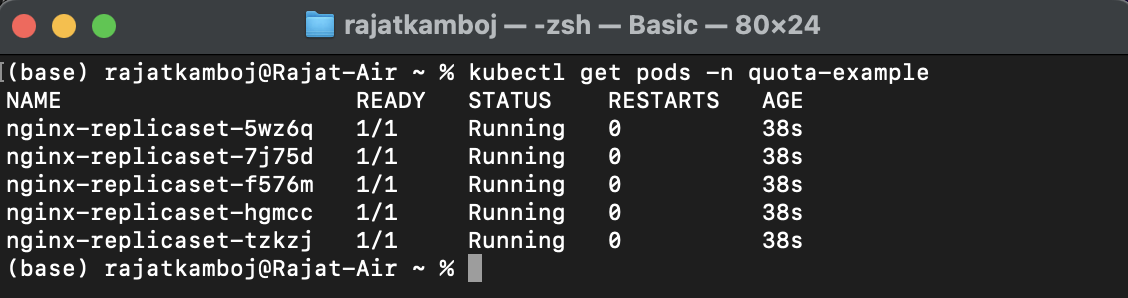 rajatkamboj — -zsh — Basic — 80×24
(base) rajatkamboj@Rajat-Air ~ % kubectl get pods -n quota-example
NAME                     READY   STATUS    RESTARTS   AGE
nginx-replicaset-5wz6q   1/1     Running   0          38s
nginx-replicaset-7j75d   1/1     Running   0          38s
nginx-replicaset-f576m   1/1     Running   0          38s
nginx-replicaset-hgmcc   1/1     Running   0          38s
nginx-replicaset-tzkzj   1/1     Running   0          38s
(base) rajatkamboj@Rajat-Air ~ %